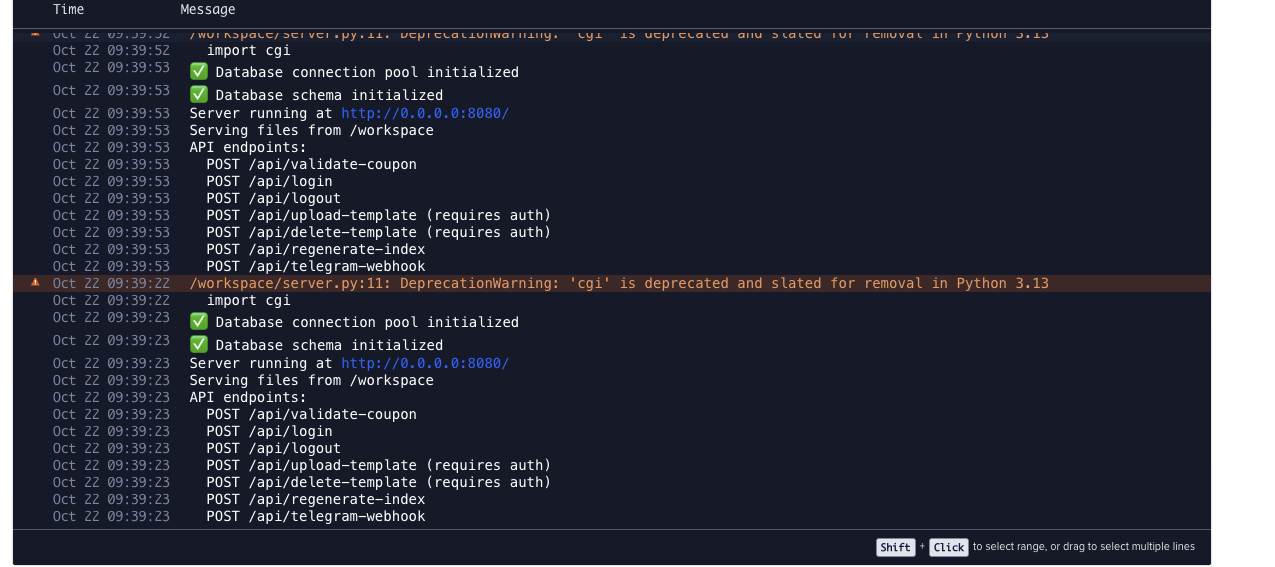 Time Message
Oct 22 09:39:52 /workspace/server.py:11: DeprecationWarning: 'cgi' is deprecated and slated for removal in Python 3.13
Oct 22 09:39:52 import cgi
Oct 22 09:39:53 ✅ Database connection pool initialized
Oct 22 09:39:53 ✅ Database schema initialized
Oct 22 09:39:53 Server running at http://0.0.0.0:8080/
Oct 22 09:39:53 Serving files from /workspace
Oct 22 09:39:53 API endpoints:
Oct 22 09:39:53 POST /api/validate-coupon
Oct 22 09:39:53 POST /api/login
Oct 22 09:39:53 POST /api/logout
Oct 22 09:39:53 POST /api/upload-template (requires auth)
Oct 22 09:39:53 POST /api/delete-template (requires auth)
Oct 22 09:39:53 POST /api/regenerate-index
Oct 22 09:39:53 POST /api/telegram-webhook
Oct 22 09:39:22 /workspace/server.py:11: DeprecationWarning: 'cgi' is deprecated and slated for removal in Python 3.13
Oct 22 09:39:22 import cgi
Oct 22 09:39:23 ✅ Database connection pool initialized
Oct 22 09:39:23 ✅ Database schema initialized
Oct 22 09:39:23 Server running at http://0.0.0.0:8080/
Oct 22 09:39:23 Serving files from /workspace
Oct 22 09:39:23 API endpoints:
Oct 22 09:39:23 POST /api/validate-coupon
Oct 22 09:39:23 POST /api/login
Oct 22 09:39:23 POST /api/logout
Oct 22 09:39:23 POST /api/upload-template (requires auth)
Oct 22 09:39:23 POST /api/delete-template (requires auth)
Oct 22 09:39:23 POST /api/regenerate-index
Oct 22 09:39:23 POST /api/telegram-webhook
Shift + Click to select range, or drag to select multiple lines